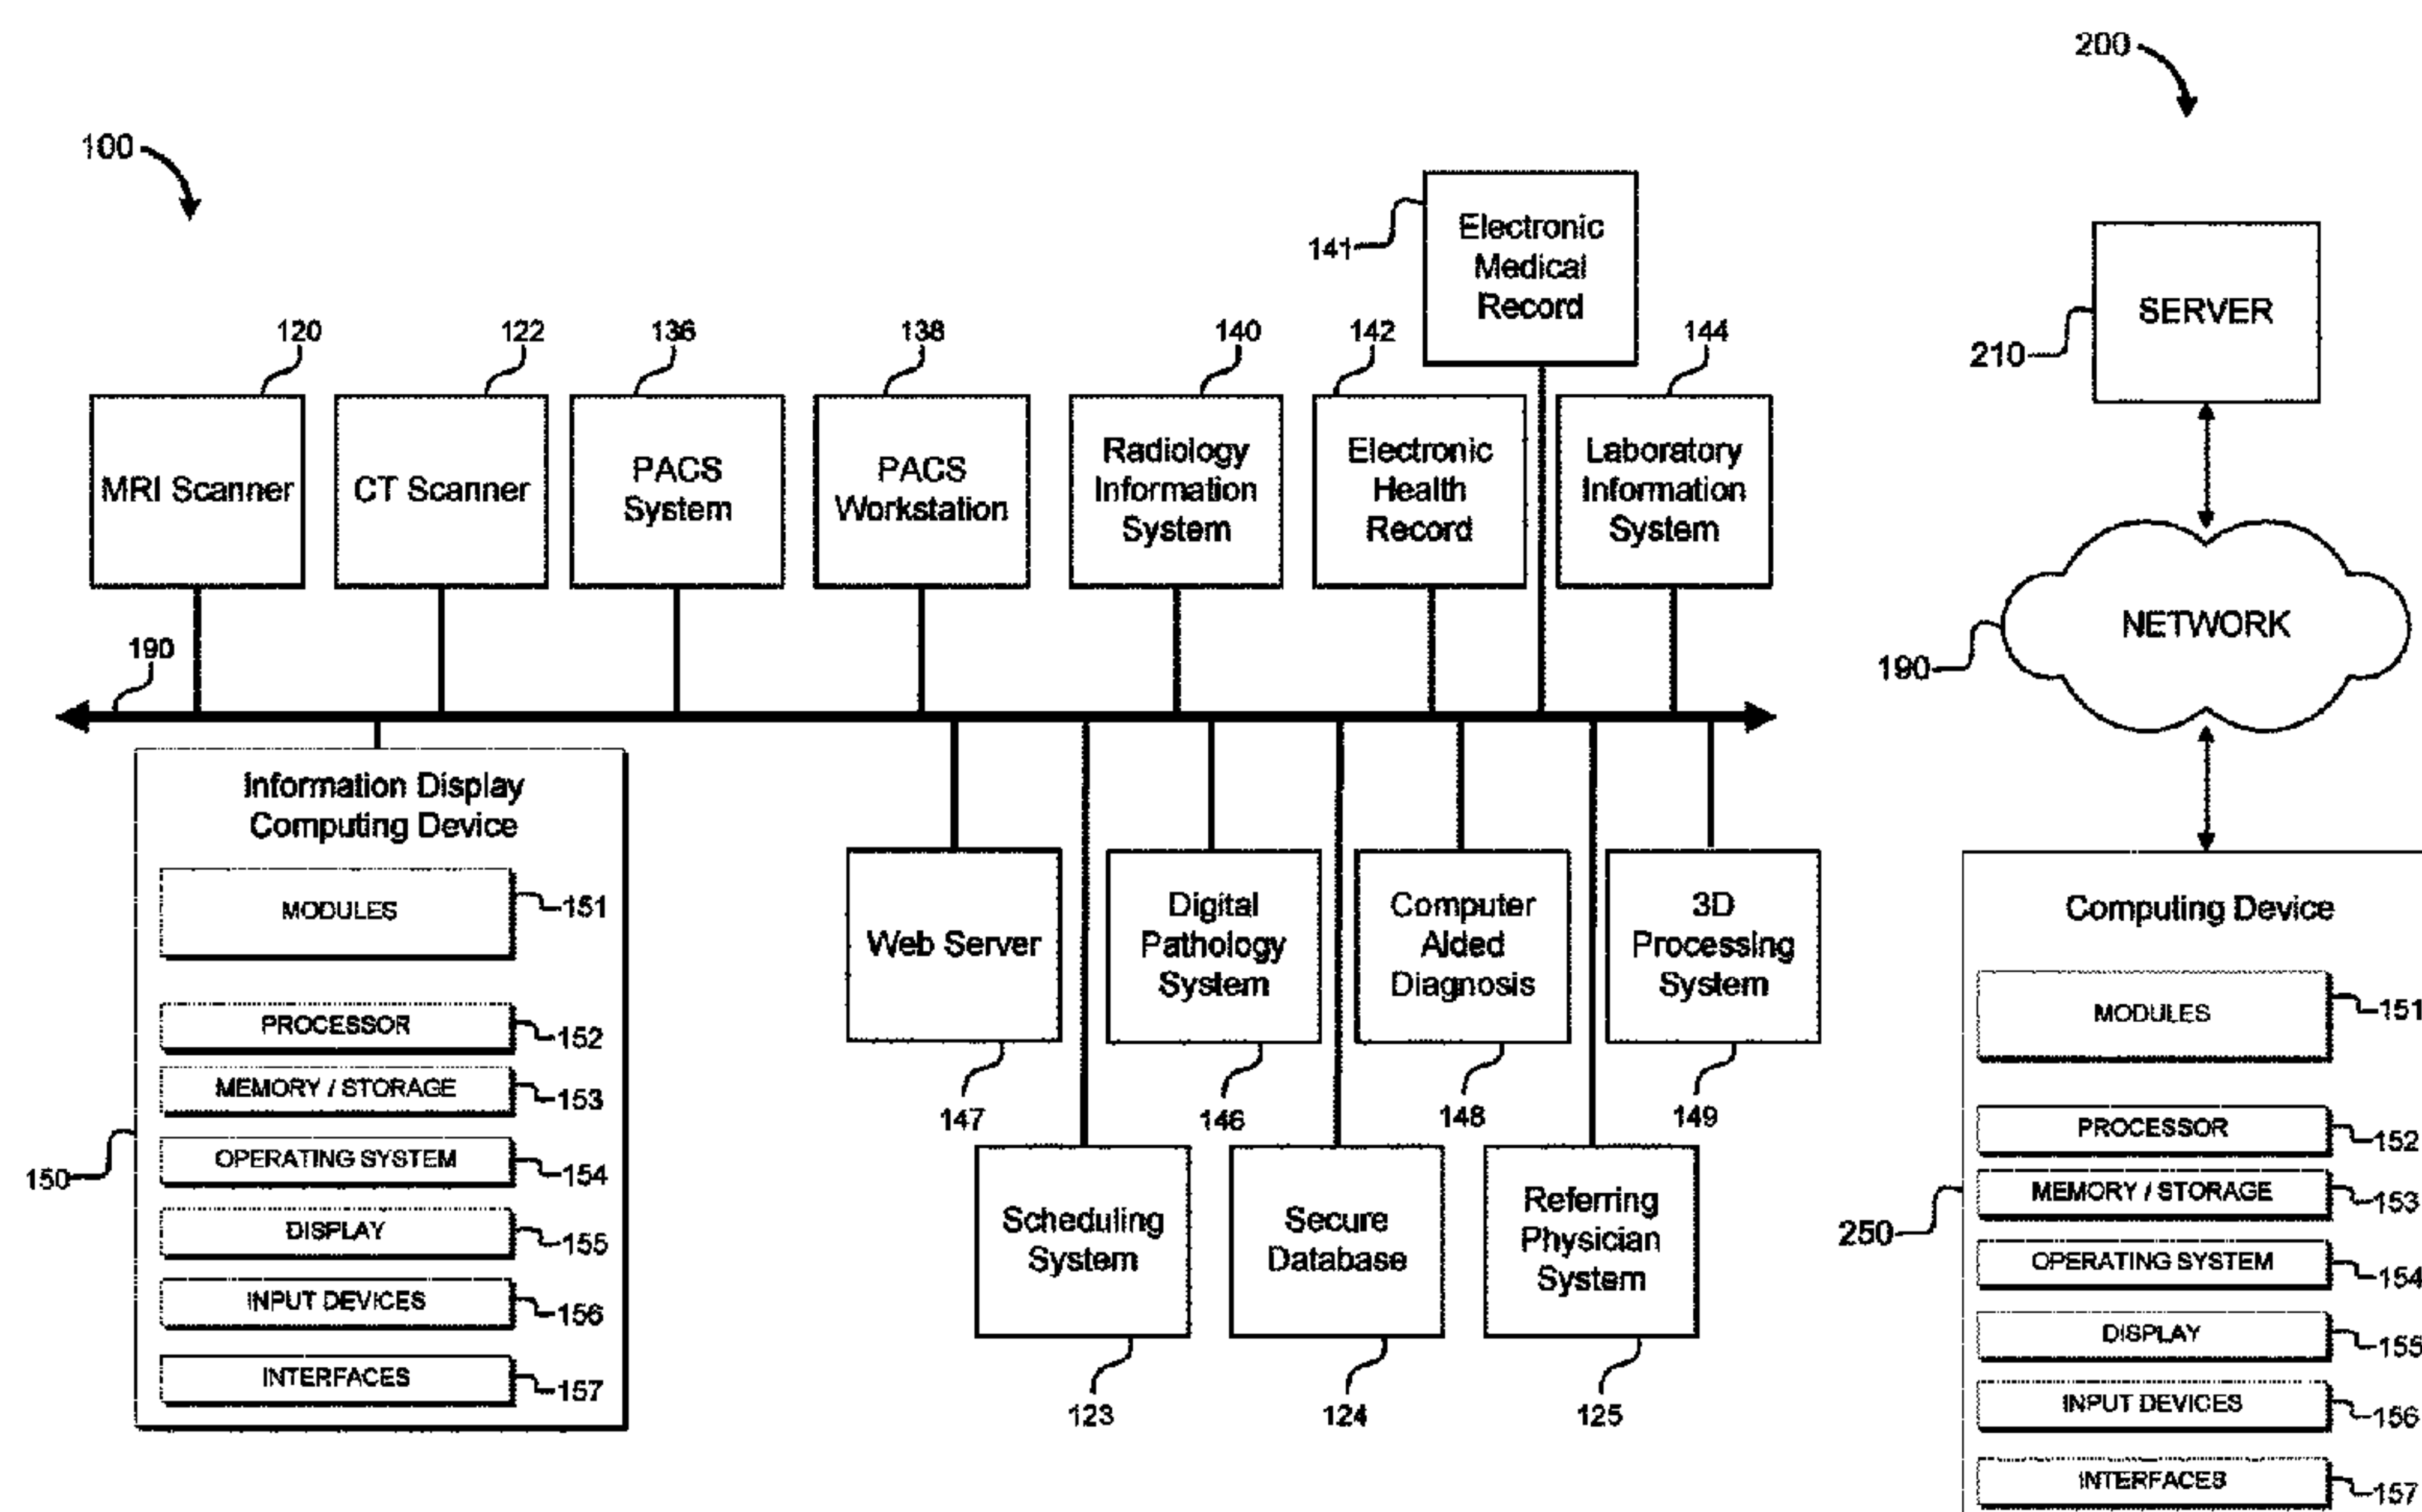 100
200
141
Electronic
Medical
Record
SERVER
210
120
122
136
138
140
142
144
MRI Scanner
CT Scanner
PACS
System
PACS
Workstation
Radiology
Information
System
Electronic
Health
Record
Laboratory
Information
System
190
NETWORK
190
Information Display
Computing Device
MODULES
151
PROCESSOR
152
MEMORY / STORAGE
153
OPERATING SYSTEM
154
DISPLAY
155
INPUT DEVICES
156
INTERFACES
157
150
Web Server
147
Digital
Pathology
System
146
Computer
Aided
Diagnosis
148
3D
Processing
System
149
Scheduling
System
123
Secure
Database
124
Referring
Physician
System
125
Computing Device
MODULES
151
PROCESSOR
152
MEMORY / STORAGE
153
OPERATING SYSTEM
154
DISPLAY
155
INPUT DEVICES
156
INTERFACES
157
250